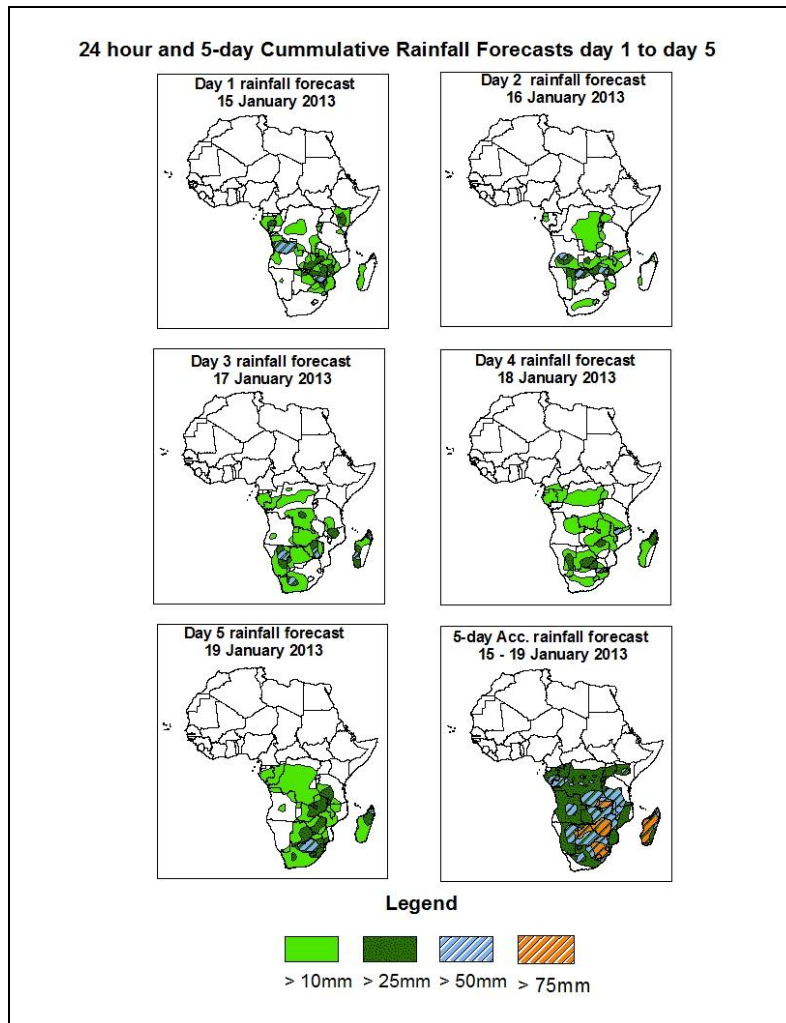 24 hour and 5-day Cummulative Rainfall Forecasts day 1 to day 5
Day 1 rainfall forecast
15 January 2013
Day 2 rainfall forecast
16 January 2013
Day 3 rainfall forecast
17 January 2013
Day 4 rainfall forecast
18 January 2013
Day 5 rainfall forecast
19 January 2013
5-day Acc. rainfall forecast
15 - 19 January 2013
Legend
> 10mm > 25mm > 50mm > 75mm